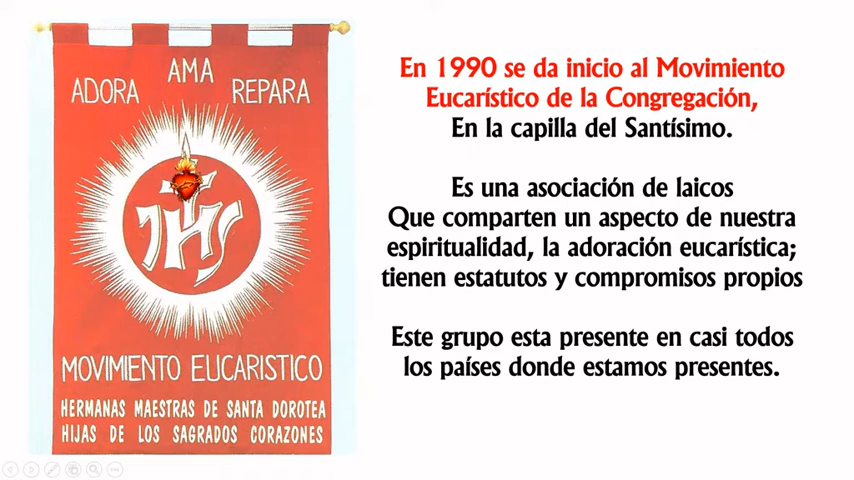 ADORA AMA REPARA
IHS
MOVIMIENTO EUCARISTICO
HERMANAS MAESTRAS DE SANTA DOROTEA
HIJAS DE LOS SAGRADOS CORAZONES
En 1990 se da inicio al Movimiento
Eucarístico de la Congregación,
En la capilla del Santísimo.
Es una asociación de laicos
Que comparten un aspecto de nuestra
espiritualidad, la adoración eucarística;
tienen estatutos y compromisos propios
Este grupo esta presente en casi todos
los países donde estamos presentes.